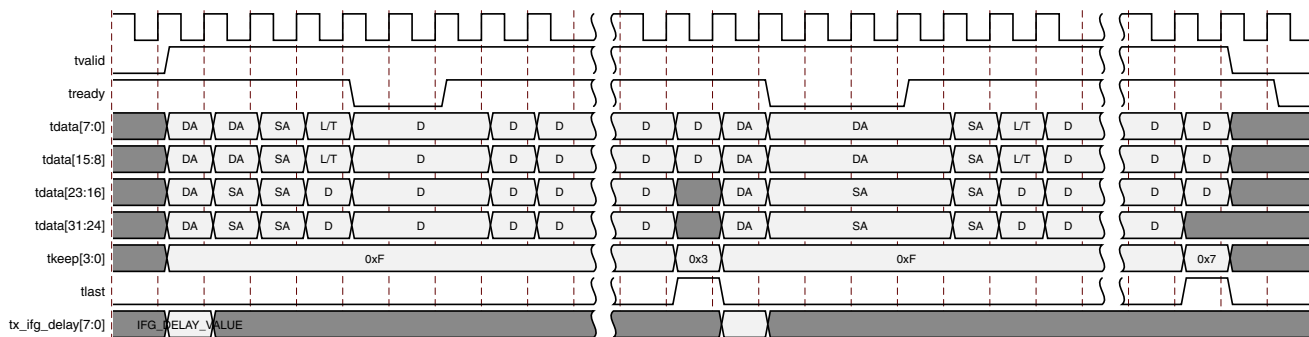 tvalid
tready
tdata[7:0] DA DA SA L/T D D D D D DA DA SA L/T D D D
tdata[15:8] DA DA SA L/T D D D D D DA DA SA L/T D D D
tdata[23:16] DA SA SA D D D D D DA SA SA D D D D
tdata[31:24] DA SA SA D D D D D DA SA SA D D D
tkeep[3:0] 0xF 0x3 0xF 0x7
tlast
tx_ifg_delay[7:0] IFG_DELAY_VALUE